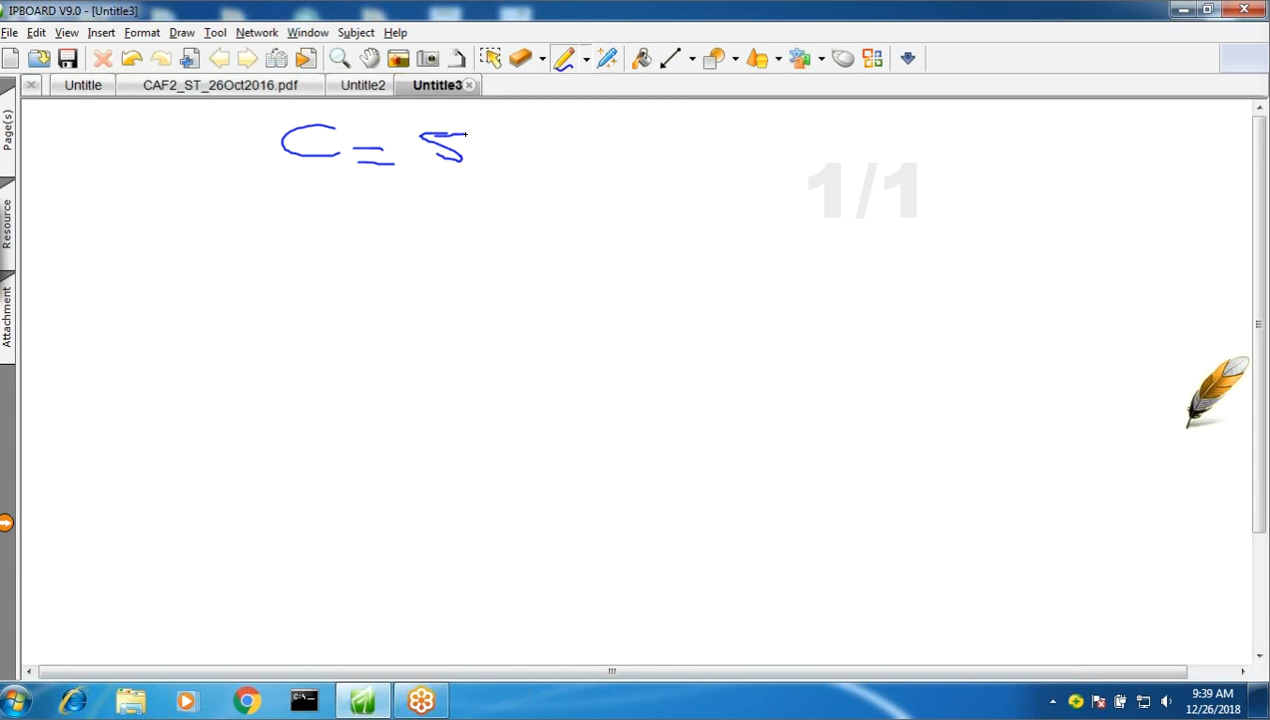 IPBOARD V9.0 - [Untitle3]
File Edit View Insert Format Draw Tool Network Window Subject Help
Untitle CAF2_ST_26Oct2016.pdf Untitle2 Untitle3
Page(s)
Resource
Attachment
C = 5
1/1
9:39 AM
12/26/2018